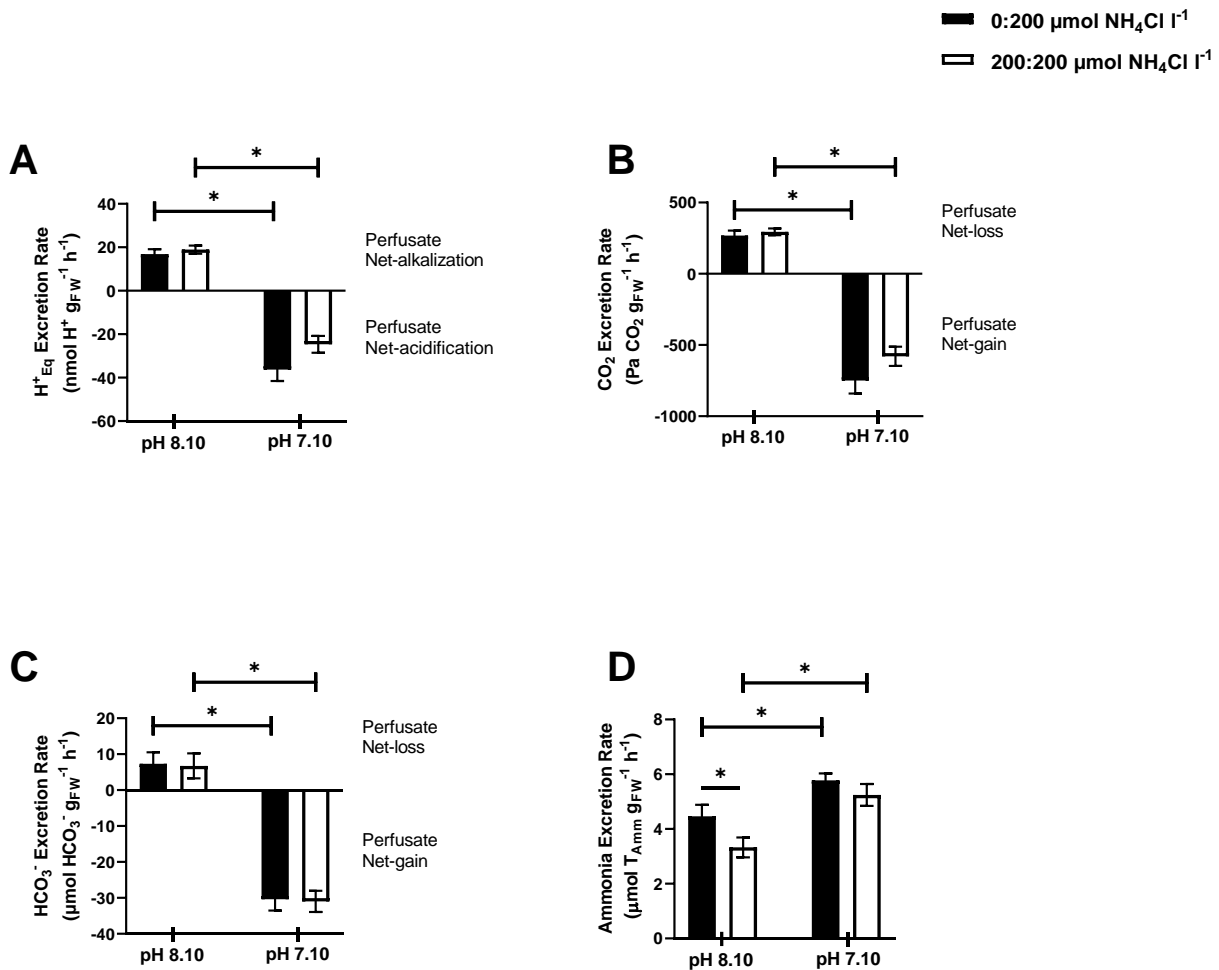 0:200 µmol NH₄Cl l⁻¹
200:200 µmol NH₄Cl l⁻¹
A
*
*
H⁺Eq Excretion Rate
(nmol H⁺ gFW⁻¹ h⁻¹)
40
20
0
-20
-40
-60
pH 8.10
pH 7.10
Perfusate
Net-alkalization
Perfusate
Net-acidification
B
*
*
CO₂ Excretion Rate
(Pa CO₂ gFW⁻¹ h⁻¹)
500
0
-500
-1000
pH 8.10
pH 7.10
Perfusate
Net-loss
Perfusate
Net-gain
C
*
*
HCO₃⁻ Excretion Rate
(µmol HCO₃⁻ gFW⁻¹ h⁻¹)
20
10
0
-10
-20
-30
-40
pH 8.10
pH 7.10
Perfusate
Net-loss
Perfusate
Net-gain
D
*
*
*
Ammonia Excretion Rate
(µmol TAmm gFW⁻¹ h⁻¹)
8
6
4
2
0
pH 8.10
pH 7.10